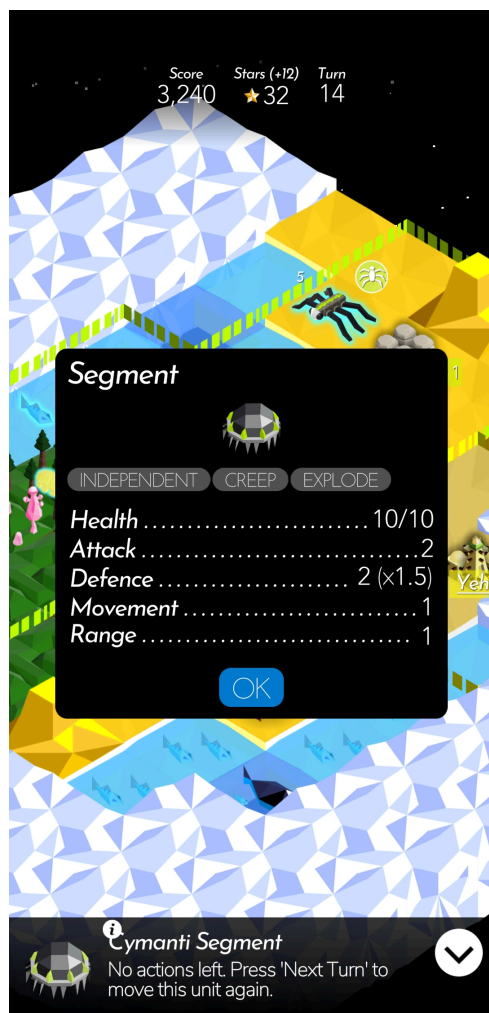 Score Stars (+12) Turn
3,240 32 14
5
Segment
1
INDEPENDENT CREEP EXPLODE
Health 10/10
Attack 2
Defence 2 (x1.5)
Yeh
Movement 1
Range 1
OK
Cymanti Segment
No actions left. Press 'Next Turn' to
move this unit again.